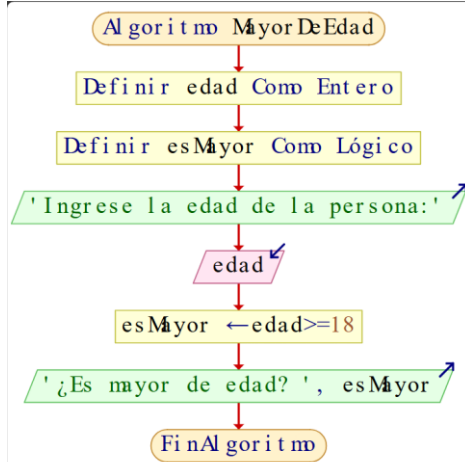 Algoritmo MayorDeEdad
Definir edad Como Entero
Definir esMayor Como Lógico
'Ingrese la edad de la persona:'
edad
esMayor ←edad>=18
'¿Es mayor de edad? ', esMayor
FinAlgoritmo